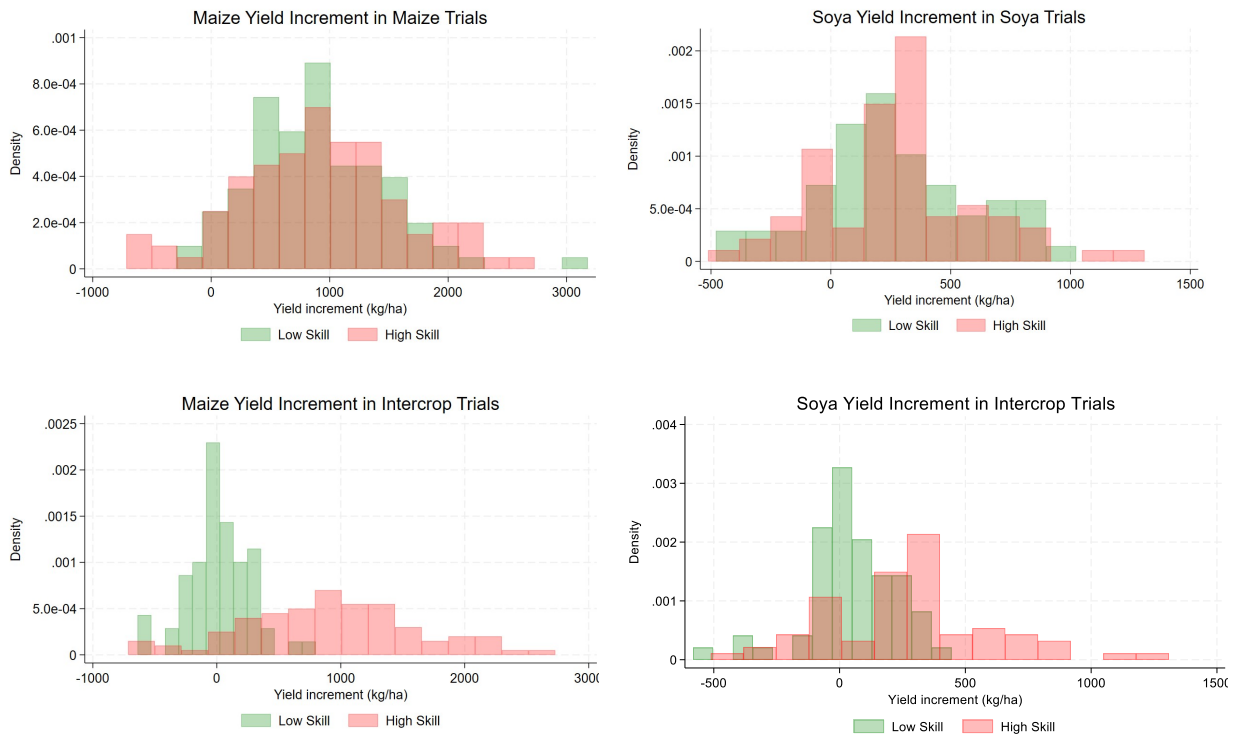 Maize Yield Increment in Maize Trials
.001
8.0e-04
6.0e-04
4.0e-04
2.0e-04
0
Density
-1000 0 1000 2000 3000
Yield increment (kg/ha)
Low Skill High Skill
Soya Yield Increment in Soya Trials
.002
.0015
.001
5.0e-04
0
Density
-500 0 500 1000 1500
Yield increment (kg/ha)
Low Skill High Skill
Maize Yield Increment in Intercrop Trials
.0025
.002
.0015
.001
5.0e-04
0
Density
-1000 0 1000 2000 3000
Yield increment (kg/ha)
Low Skill High Skill
Soya Yield Increment in Intercrop Trials
.004
.003
.002
.001
0
Density
-500 0 500 1000 1500
Yield increment (kg/ha)
Low Skill High Skill